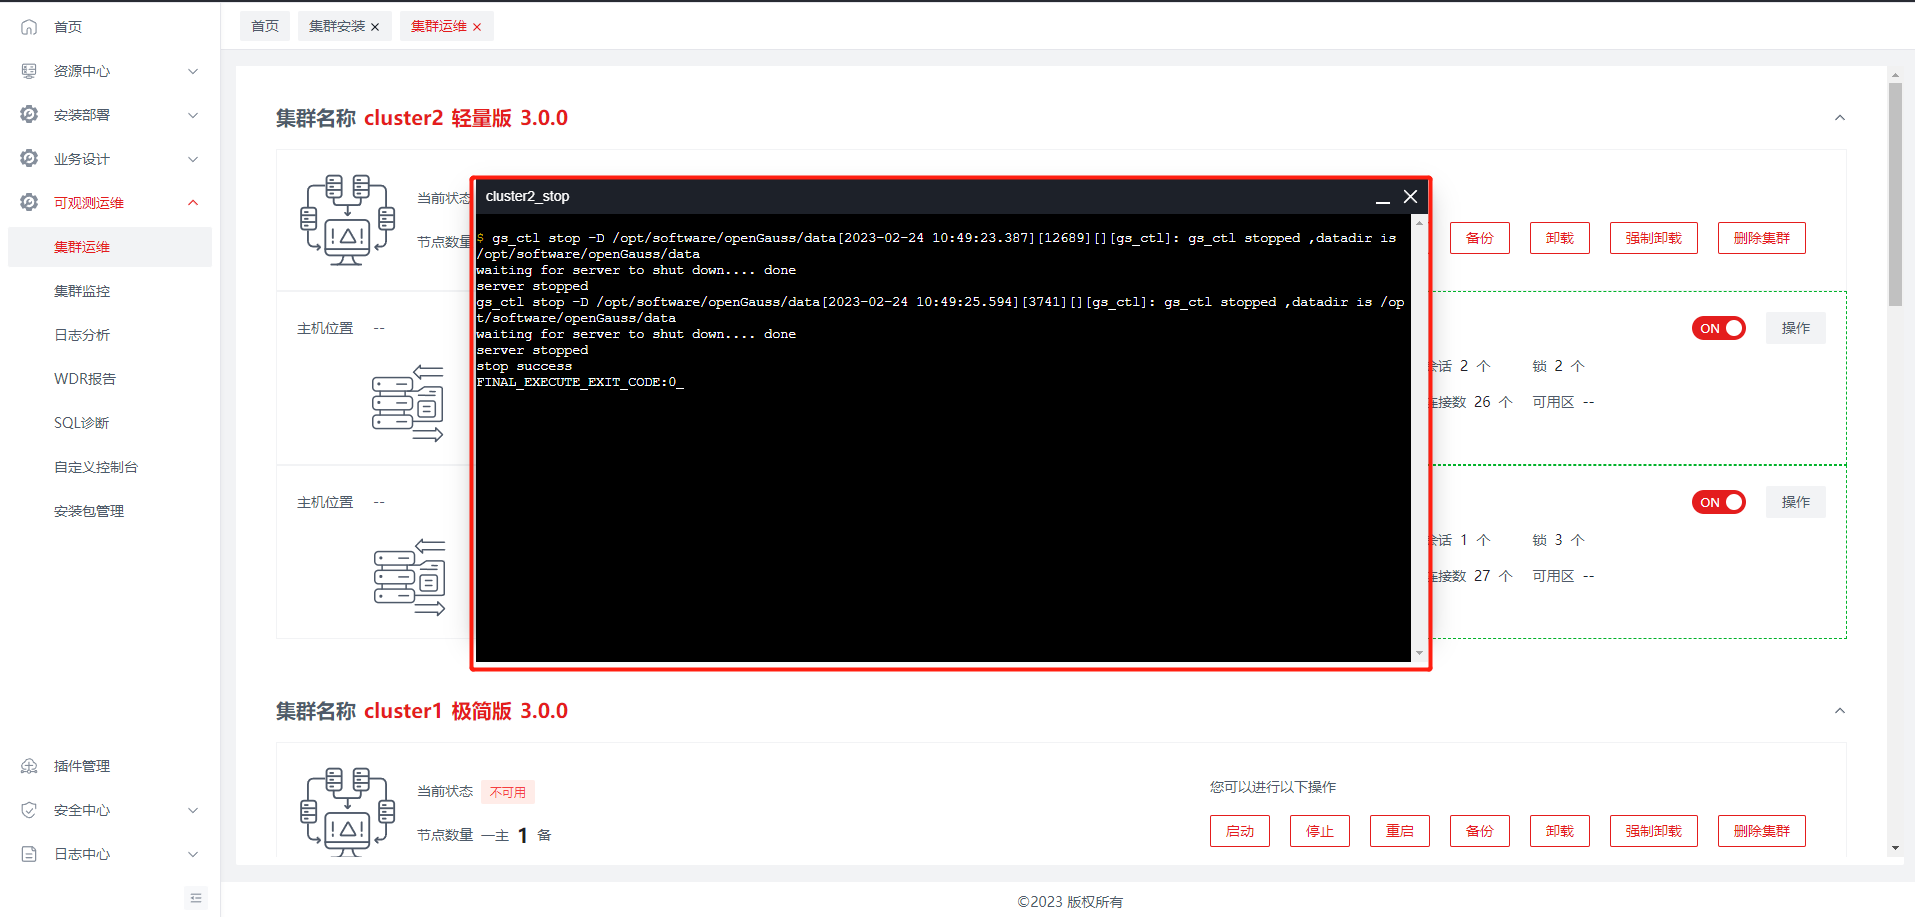 首页
资源中心
安装部署
业务设计
可观测运维
集群运维
集群监控
日志分析
WDR报告
SQL诊断
自定义控制台
安装包管理
插件管理
安全中心
日志中心
首页 集群安装 × 集群运维 ×
集群名称 cluster2 轻量版 3.0.0
当前状态
节点数量
备份 卸载 强制卸载 删除集群
cluster2_stop
$ gs_ctl stop -D /opt/software/openGauss/data[2023-02-24 10:49:23.387][12689][][gs_ctl]: gs_ctl stopped ,datadir is
/opt/software/openGauss/data
waiting for server to shut down.... done
server stopped
gs_ctl stop -D /opt/software/openGauss/data[2023-02-24 10:49:25.594][3741][][gs_ctl]: gs_ctl stopped ,datadir is /op
t/software/openGauss/data
waiting for server to shut down.... done
server stopped
stop success
FINAL_EXECUTE_EXIT_CODE:0_
主机位置 --
ON 操作
话 2 个 锁 2 个
接数 26 个 可用区 --
主机位置 --
ON 操作
话 1 个 锁 3 个
接数 27 个 可用区 --
集群名称 cluster1 极简版 3.0.0
当前状态 不可用
节点数量 一主 1 备
您可以进行以下操作
启动 停止 重启 备份 卸载 强制卸载 删除集群
©2023 版权所有